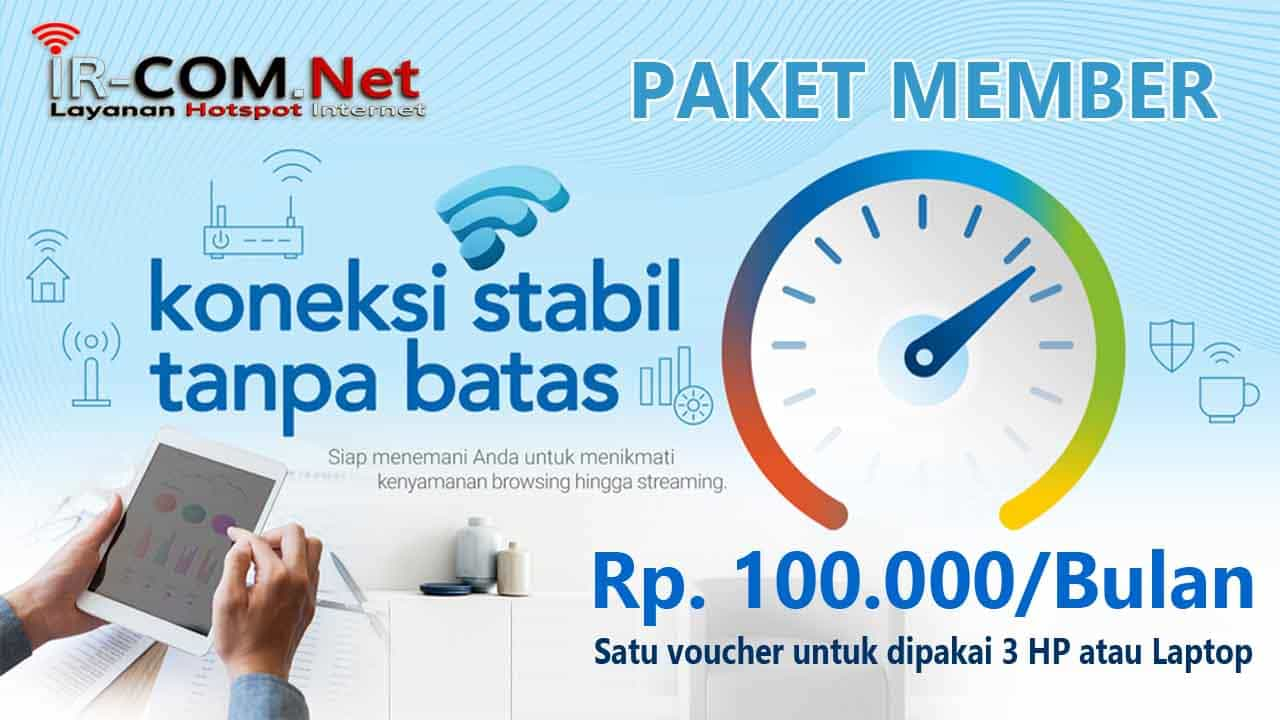 IR-COM.Net
Layanan Hotspot Internet
PAKET MEMBER
koneksi stabil
tanpa batas
Siap menemani Anda untuk menikmati
kenyamanan browsing hingga streaming.
Rp. 100.000/Bulan
Satu voucher untuk dipakai 3 HP atau Laptop